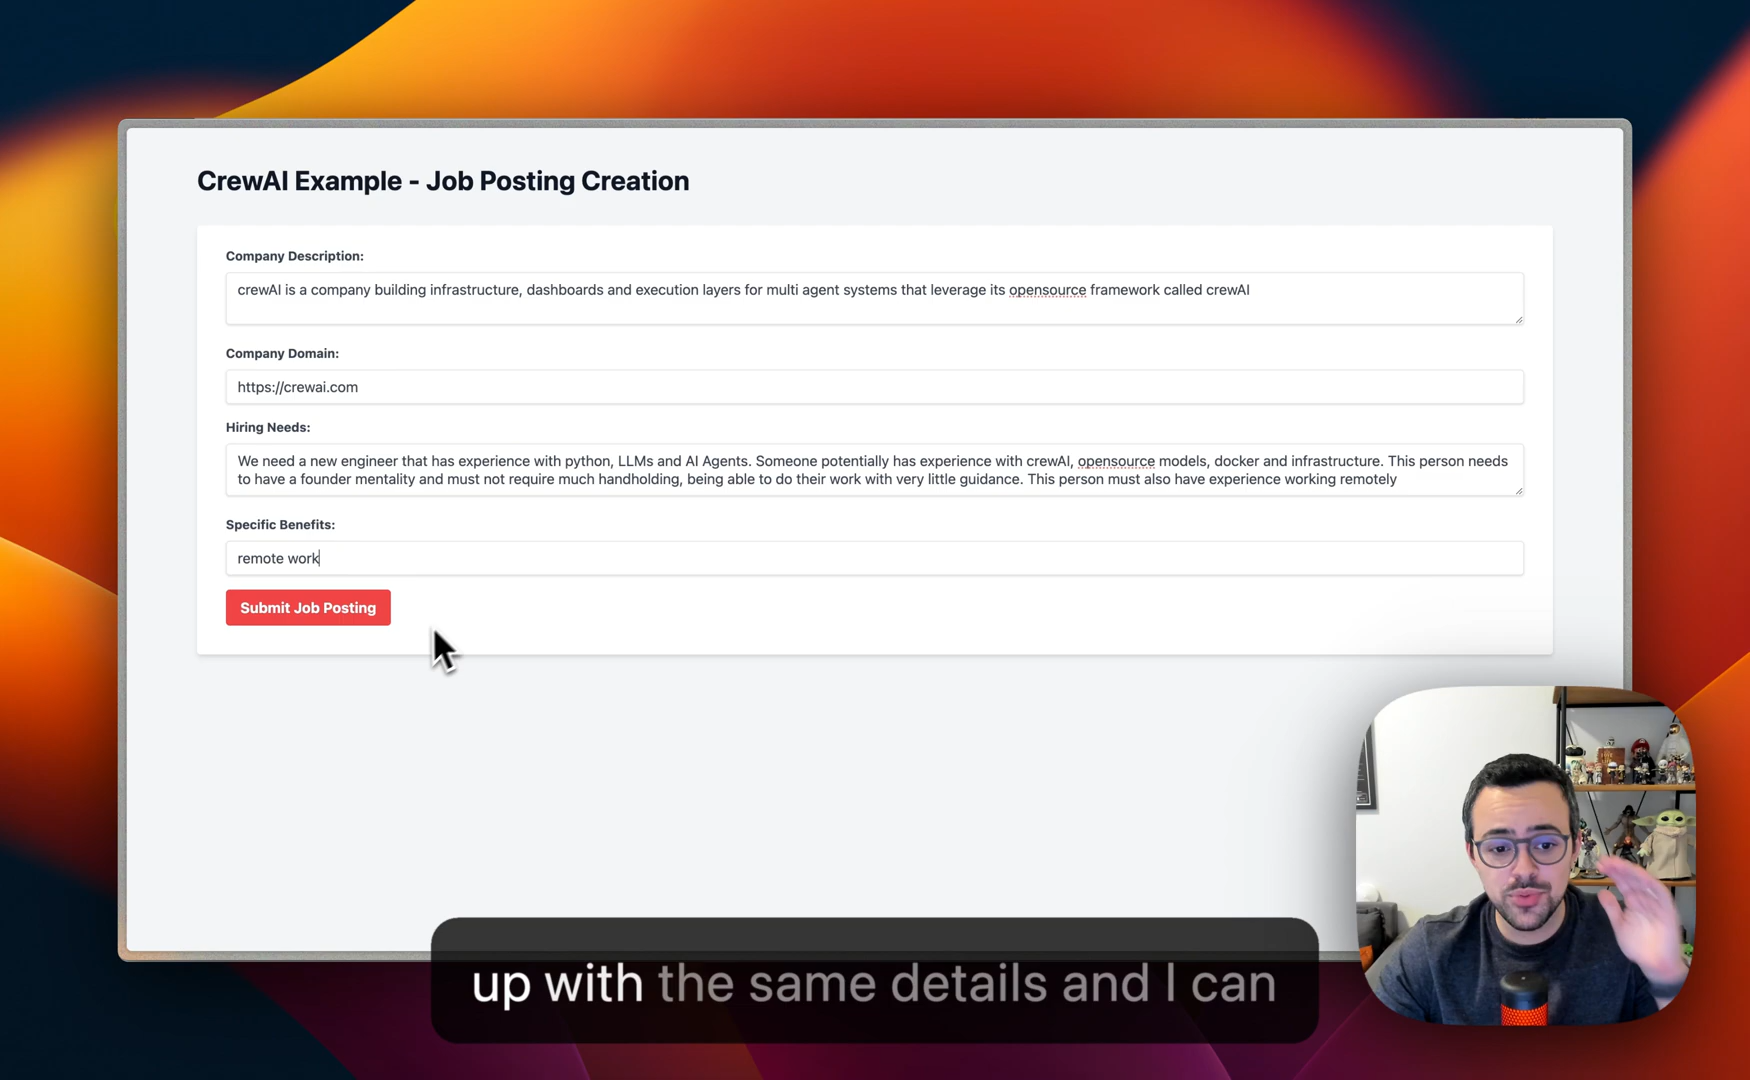 CrewAI Example - Job Posting Creation
Company Description:
crewAI is a company building infrastructure, dashboards and execution layers for multi agent systems that leverage its opensource framework called crewAI
Company Domain:
https://crewai.com
Hiring Needs:
We need a new engineer that has experience with python, LLMs and AI Agents. Someone potentially has experience with crewAI, opensource models, docker and infrastructure. This person needs
to have a founder mentality and must not require much handholding, being able to do their work with very little guidance. This person must also have experience working remotely
Specific Benefits:
remote work
Submit Job Posting
up with the same details and I can